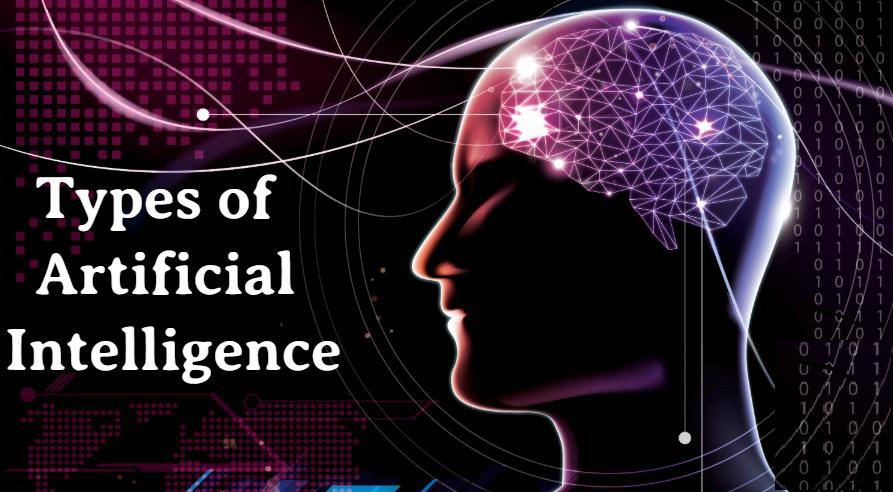 Types of
Artificial
Intelligence